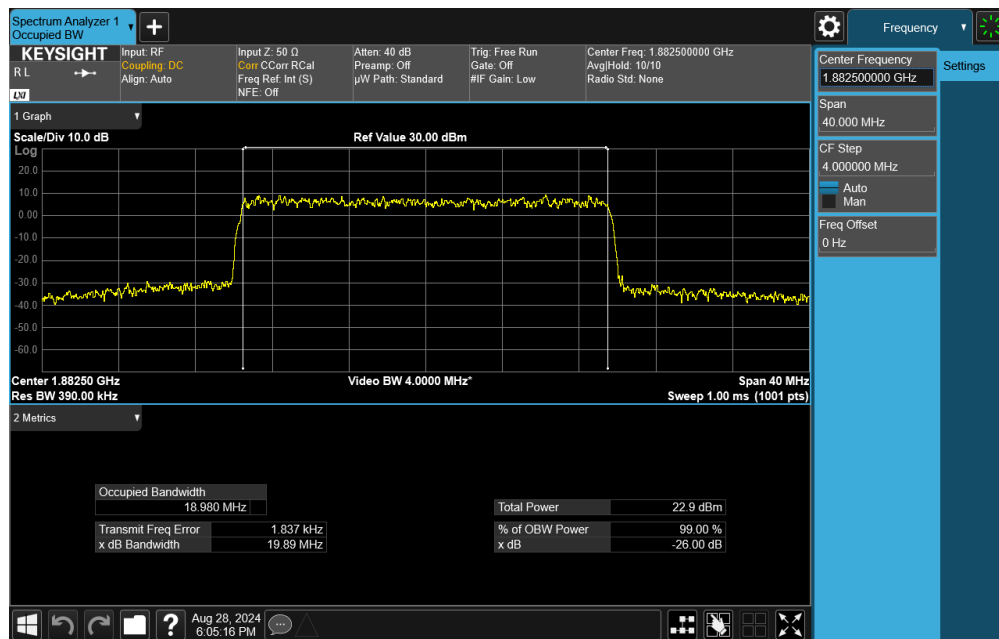 Spectrum Analyzer 1
Occupied BW
Frequency
KEYSIGHT
R L
LXI
Input: RF
Coupling: DC
Align: Auto
Input Z: 50 Ω
Corr CCorr RCal
Freq Ref: Int (S)
NFE: Off
Atten: 40 dB
Preamp: Off
µW Path: Standard
Trig: Free Run
Gate: Off
#IF Gain: Low
Center Freq: 1.882500000 GHz
Avg|Hold: 10/10
Radio Std: None
Center Frequency
1.882500000 GHz
Settings
Span
40.000 MHz
CF Step
4.000000 MHz
Auto
Man
Freq Offset
0 Hz
1 Graph
Scale/Div 10.0 dB
Ref Value 30.00 dBm
Log
20.0
10.0
0.00
-10.0
-20.0
-30.0
-40.0
-50.0
-60.0
Center 1.88250 GHz
Video BW 4.0000 MHz*
Span 40 MHz
Res BW 390.00 kHz
Sweep 1.00 ms (1001 pts)
2 Metrics
Occupied Bandwidth
18.980 MHz
Total Power 22.9 dBm
Transmit Freq Error 1.837 kHz
% of OBW Power 99.00 %
x dB Bandwidth 19.89 MHz
x dB -26.00 dB
?
Aug 28, 2024
6:05:16 PM